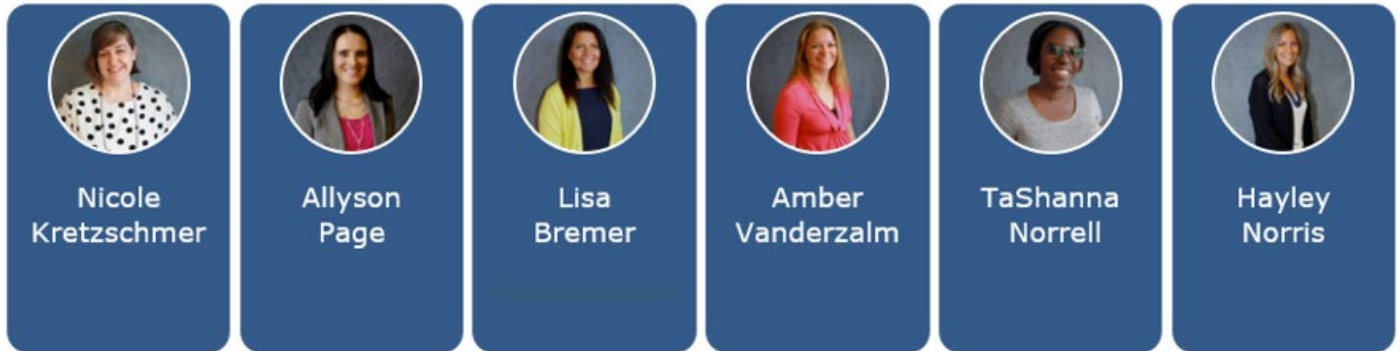 Nicole
Kretzschmer
Allyson
Page
Lisa
Bremer
Amber
Vanderzalm
TaShanna
Norrell
Hayley
Norris